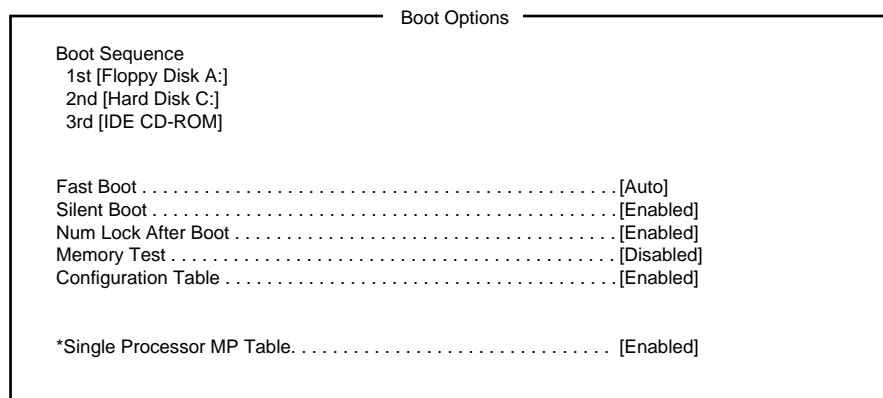 Boot Options
Boot Sequence
1st [Floppy Disk A:]
2nd [Hard Disk C:]
3rd [IDE CD-ROM]
Fast Boot . . . . . . . . . . . . . . . . . . . . . . . . . . . . . . . . . . . . . . . . . . . . . . [Auto]
Silent Boot . . . . . . . . . . . . . . . . . . . . . . . . . . . . . . . . . . . . . . . . . . . . . [Enabled]
Num Lock After Boot . . . . . . . . . . . . . . . . . . . . . . . . . . . . . . . . . . . . . [Enabled]
Memory Test . . . . . . . . . . . . . . . . . . . . . . . . . . . . . . . . . . . . . . . . . . . [Disabled]
Configuration Table . . . . . . . . . . . . . . . . . . . . . . . . . . . . . . . . . . . . . . [Enabled]
*Single Processor MP Table. . . . . . . . . . . . . . . . . . . . . . . . . . . . . . . [Enabled]